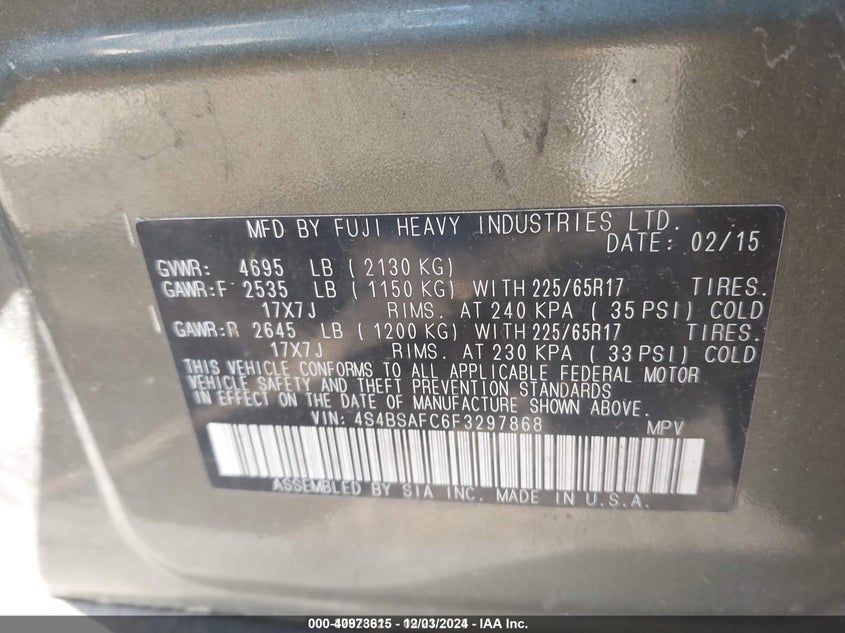 MFD BY FUJI HEAVY INDUSTRIES LTD.
DATE: 02/15
GVWR: 4695 LB ( 2130 KG)
GAWR:F 2535 LB ( 1150 KG) WITH 225/65R17 TIRES.
17X7J RIMS. AT 240 KPA ( 35 PSI) COLD
GAWR:R 2645 LB ( 1200 KG) WITH 225/65R17 TIRES.
17X7J RIMS. AT 230 KPA ( 33 PSI) COLD
THIS VEHICLE CONFORMS TO ALL APPLICABLE FEDERAL MOTOR
VEHICLE SAFETY AND THEFT PREVENTION STANDARDS
IN EFFECT ON THE DATE OF MANUFACTURE SHOWN ABOVE.
VIN: 4S4BSAFC6F3297868 MPV
ASSEMBLED BY SIA INC. MADE IN U.S.A.
000-40973615 - 12/03/2024 - IAA Inc.